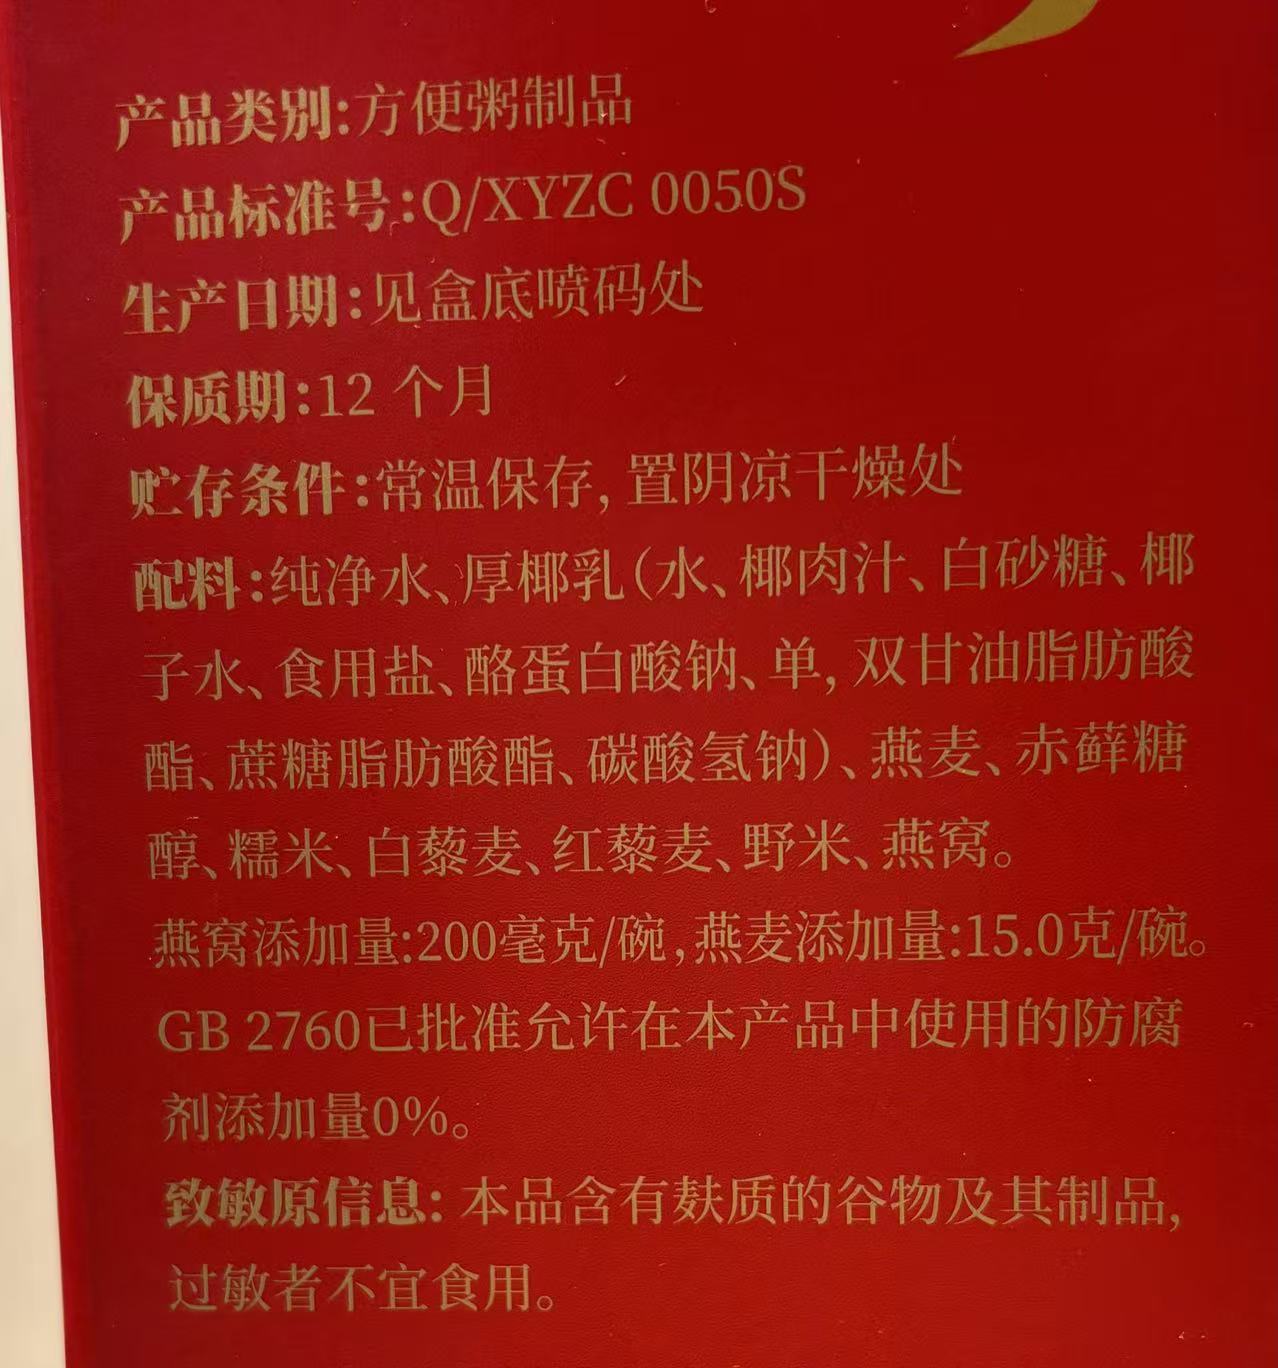 产品类别:方便粥制品
产品标准号:Q/XYZC 0050S
生产日期:见盒底喷码处
保质期:12 个月
贮存条件:常温保存, 置阴凉干燥处
配料:纯净水、厚椰乳(水、椰肉汁、白砂糖、椰
子水、食用盐、酪蛋白酸钠、单, 双甘油脂肪酸
酯、蔗糖脂肪酸酯、碳酸氢钠)、燕麦、赤藓糖
醇、糯米、白藜麦、红藜麦、野米、燕窝。
燕窝添加量:200毫克/碗,燕麦添加量:15.0克/碗。
GB 2760已批准允许在本产品中使用的防腐
剂添加量0%。
致敏原信息: 本品含有麸质的谷物及其制品,
过敏者不宜食用。